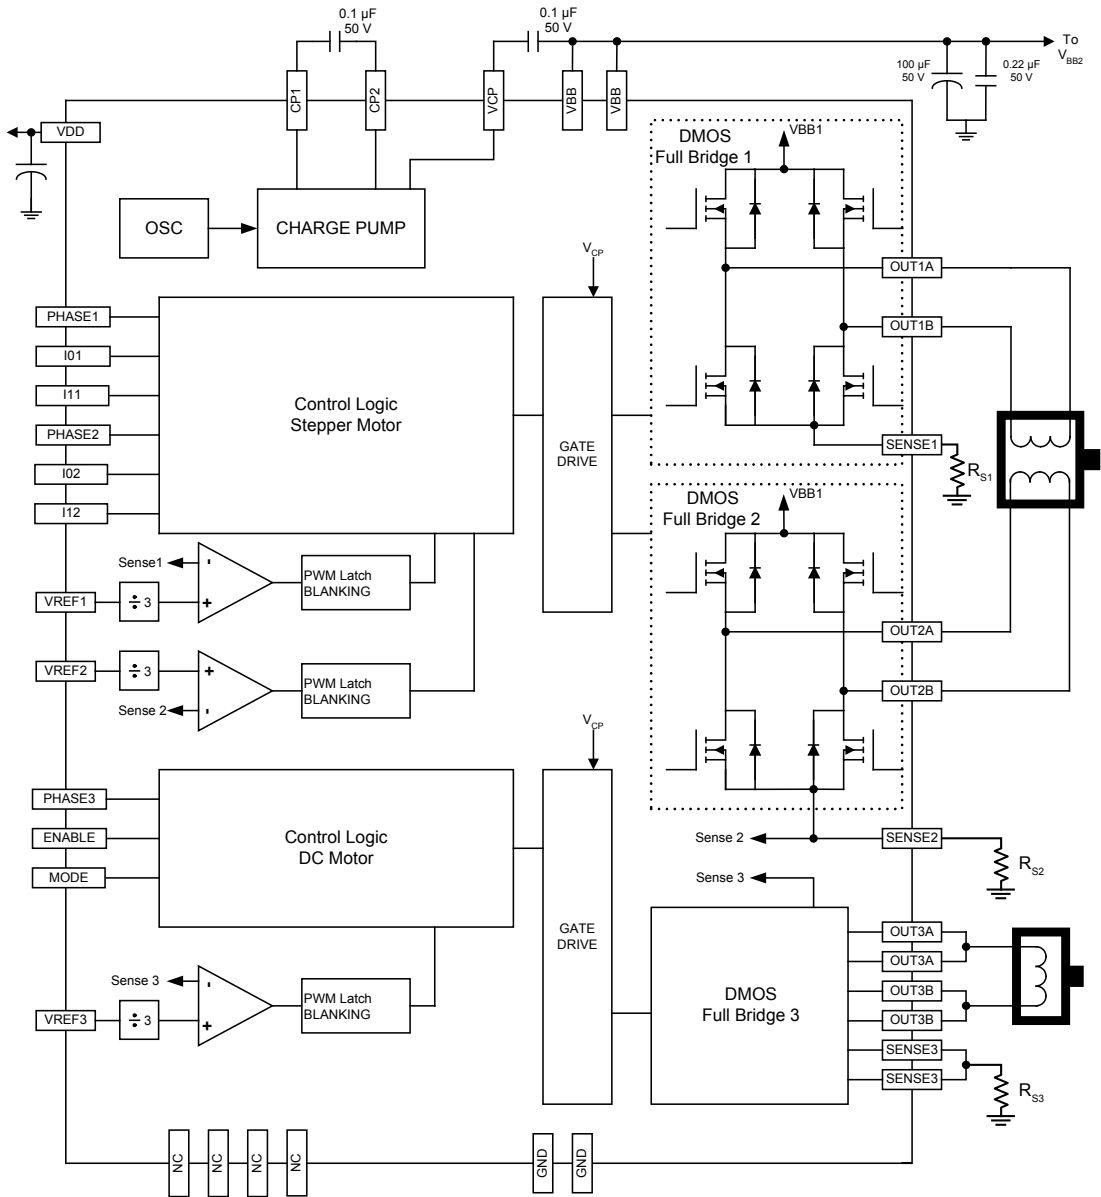 0.1 µF
50 V
0.1 µF
50 V
To
VBB2
100 µF
50 V
0.22 µF
50 V
CP1
CP2
VCP
VBB
VBB
VDD
DMOS
Full Bridge 1
VBB1
OSC
CHARGE PUMP
VCP
OUT1A
OUT1B
PHASE1
I01
I11
PHASE2
I02
I12
Control Logic
Stepper Motor
GATE
DRIVE
SENSE1
RS1
DMOS
Full Bridge 2
VBB1
Sense1
-
+
PWM Latch
BLANKING
VREF1
÷ 3
OUT2A
VREF2
÷ 3
+
-
Sense 2
PWM Latch
BLANKING
OUT2B
VCP
PHASE3
ENABLE
MODE
Control Logic
DC Motor
Sense 2
SENSE2
RS2
Sense 3
GATE
DRIVE
OUT3A
OUT3A
OUT3B
OUT3B
SENSE3
SENSE3
DMOS
Full Bridge 3
RS3
Sense 3
-
+
PWM Latch
BLANKING
VREF3
÷ 3
NC
NC
NC
NC
GND
GND